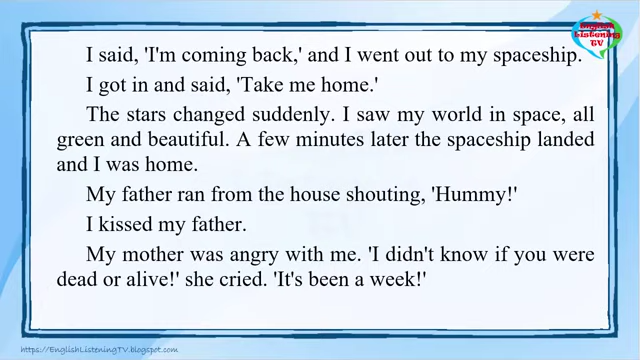 English
Listening
TV
I said, 'I'm coming back,' and I went out to my spaceship.
I got in and said, 'Take me home.'
The stars changed suddenly. I saw my world in space, all
green and beautiful. A few minutes later the spaceship landed
and I was home.
My father ran from the house shouting, 'Hummy!'
I kissed my father.
My mother was angry with me. 'I didn't know if you were
dead or alive!' she cried. 'It's been a week!'
https://EnglishListeningTV.blogspot.com